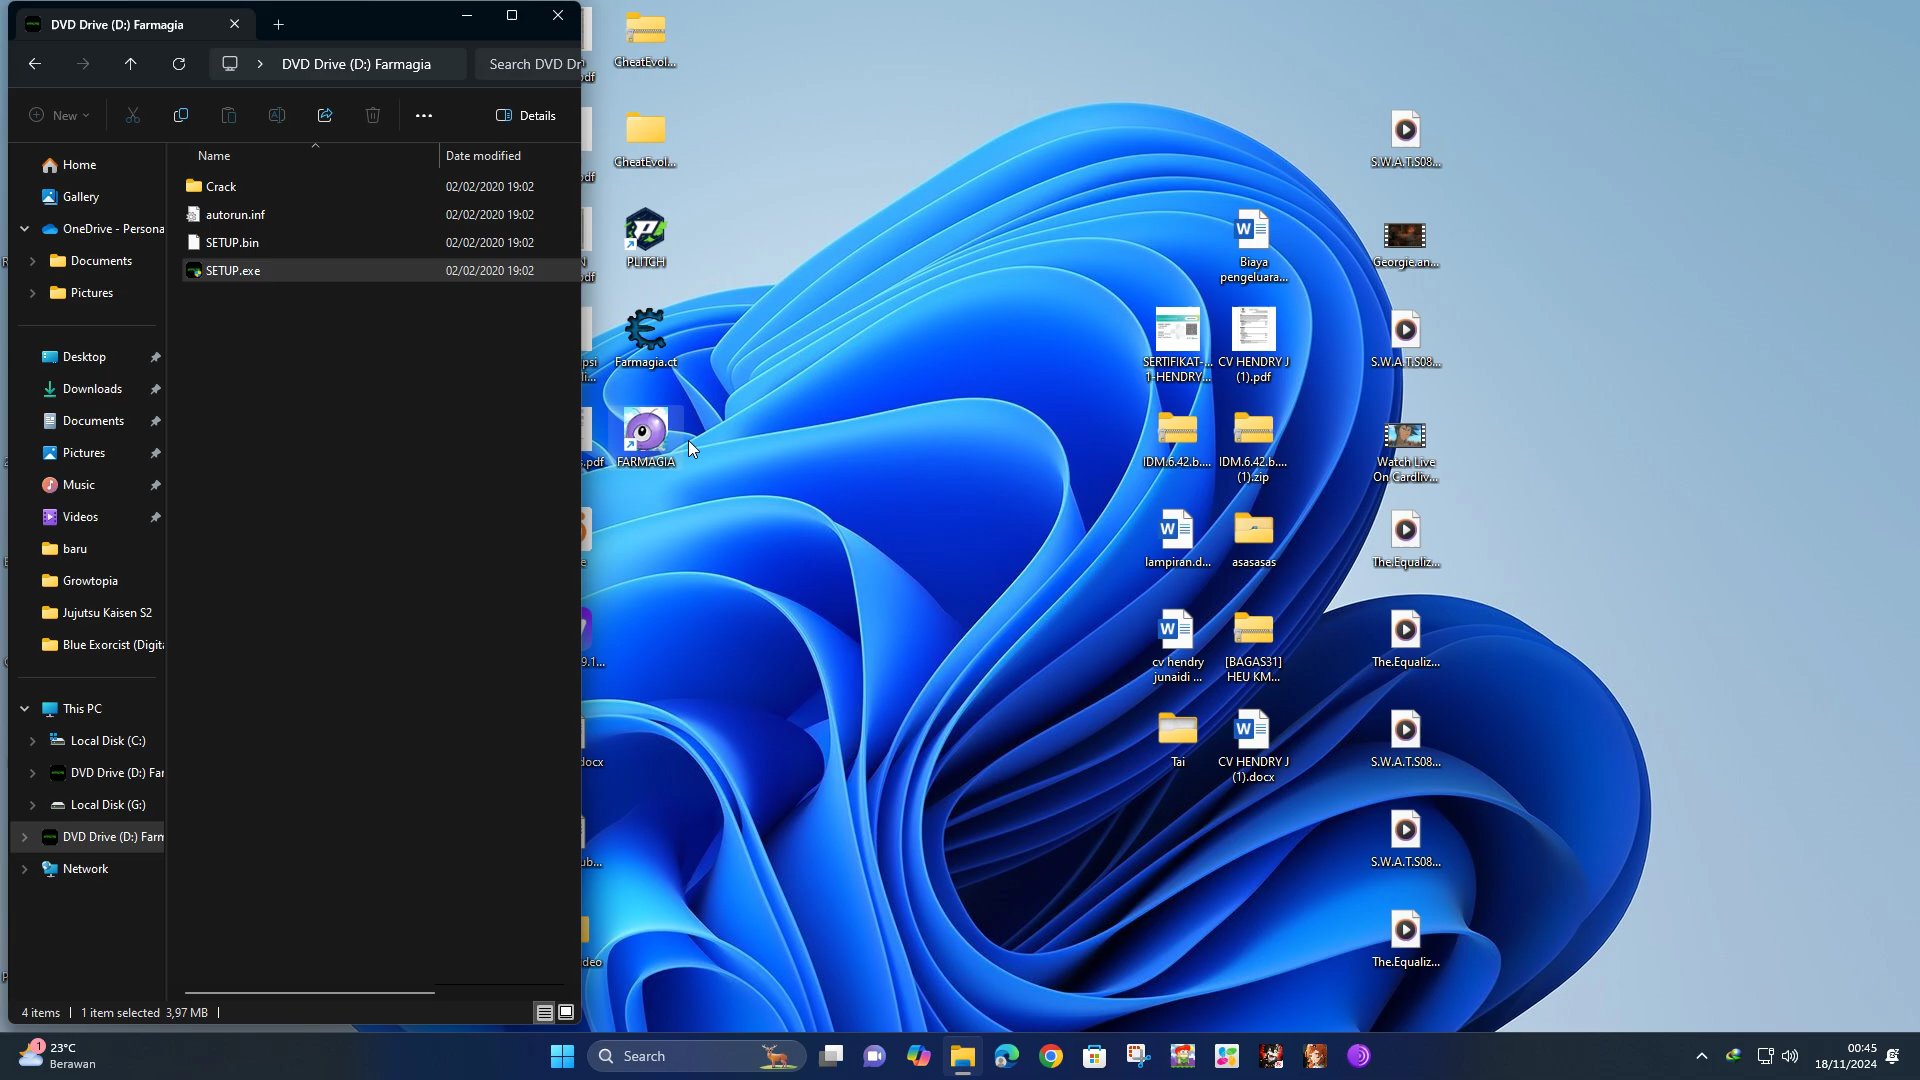 DVD Drive (D:) Farmagia
DVD Drive (D:) Farmagia
Search DVD Dr
New
Details
Name
Date modified
Crack
02/02/2020 19:02
autorun.inf
02/02/2020 19:02
SETUP.bin
02/02/2020 19:02
SETUP.exe
02/02/2020 19:02
Home
Gallery
OneDrive - Persona
Documents
Pictures
Desktop
Downloads
Documents
Pictures
Music
Videos
baru
Growtopia
Jujutsu Kaisen S2
Blue Exorcist (Digita
This PC
Local Disk (C:)
DVD Drive (D:) Far
Local Disk (G:)
DVD Drive (D:) Farm
Network
4 items
1 item selected 3,97 MB
CheatEvol...
CheatEvol...
PLITCH
Farmagia.ct
FARMAGIA
Biaya
pengeluara...
SERTIFIKAT-...
1-HENDRY...
CV HENDRY J
(1).pdf
IDM.6.42.b....
IDM.6.42.b....
(1).zip
lampiran.d...
asasasas
cv hendry
junaidi ...
[BAGAS31]
HEU KM...
Tai
CV HENDRY J
(1).docx
S.W.A.T.S08...
Georgie.an...
S.W.A.T.S08...
Watch Live
On Cardliv...
The.Equaliz...
The.Equaliz...
S.W.A.T.S08...
S.W.A.T.S08...
The.Equaliz...
1
23°C
Berawan
Search
00:45
18/11/2024